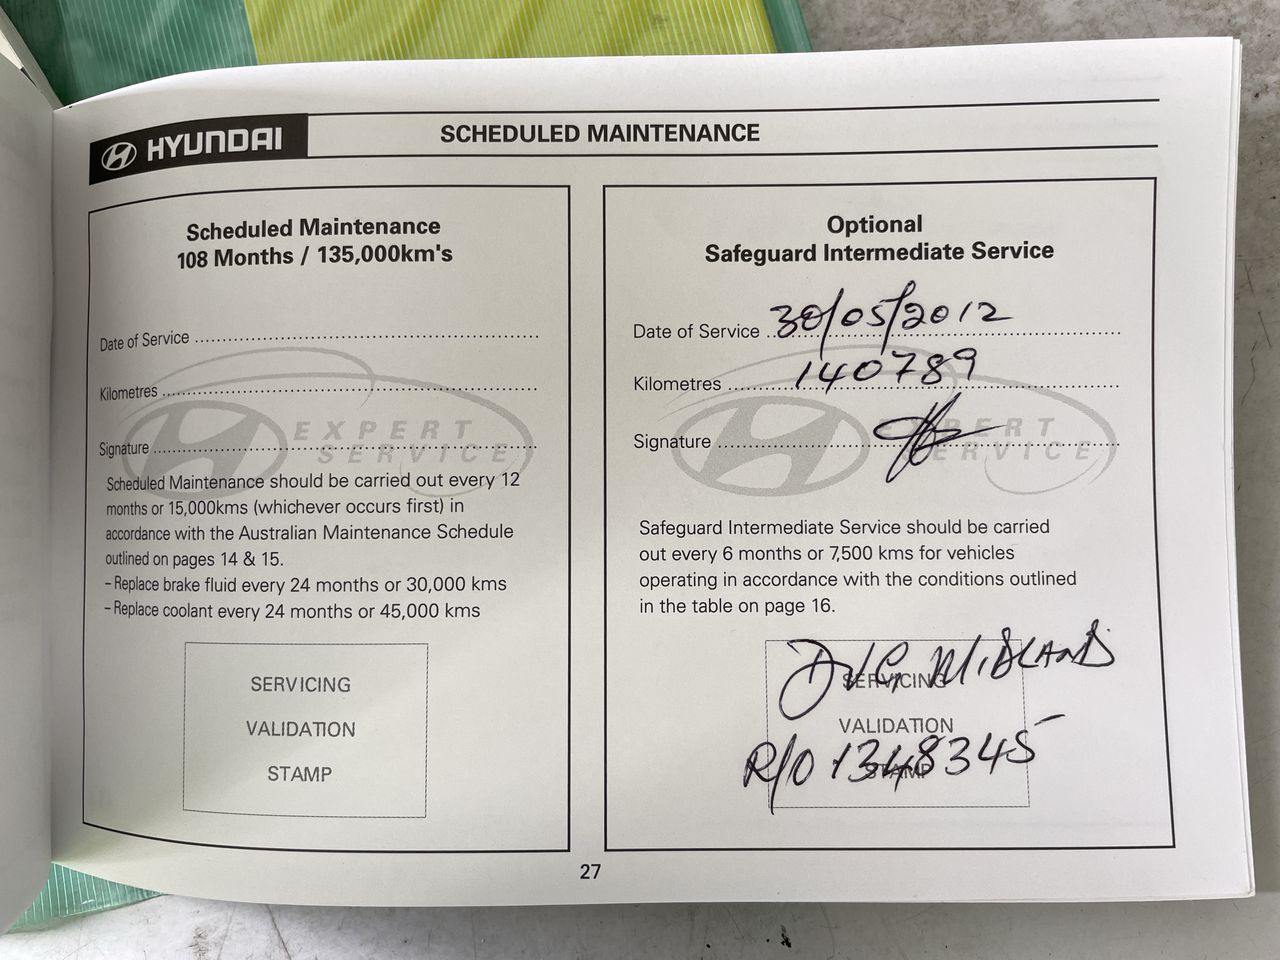 HYUNDAI
SCHEDULED MAINTENANCE
Scheduled Maintenance
108 Months / 135,000km's
Date of Service
Kilometres
EXPERT
SERVICE
Signature
Scheduled Maintenance should be carried out every 12
months or 15,000kms (whichever occurs first) in
accordance with the Australian Maintenance Schedule
outlined on pages 14 & 15.
– Replace brake fluid every 24 months or 30,000 kms
– Replace coolant every 24 months or 45,000 kms
SERVICING
VALIDATION
STAMP
Optional
Safeguard Intermediate Service
Date of Service 30/05/2012
Kilometres 140789
EXPERT
SERVICE
Signature
Safeguard Intermediate Service should be carried
out every 6 months or 7,500 kms for vehicles
operating in accordance with the conditions outlined
in the table on page 16.
DVG MIDLAND
SERVICING
VALIDATION
R/O 1348345
STAMP
27